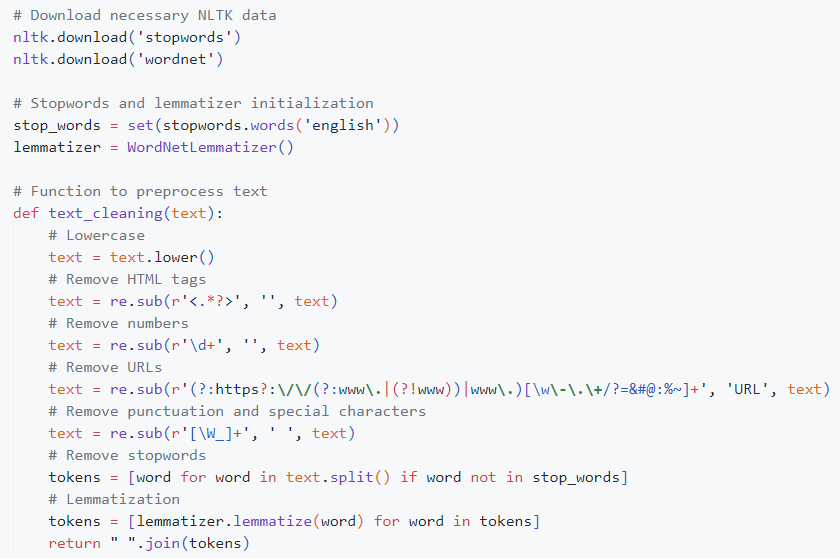 # Download necessary NLTK data
nltk.download('stopwords')
nltk.download('wordnet')

# Stopwords and lemmatizer initialization
stop_words = set(stopwords.words('english'))
lemmatizer = WordNetLemmatizer()

# Function to preprocess text
def text_cleaning(text):
    # Lowercase
    text = text.lower()
    # Remove HTML tags
    text = re.sub(r'<.*?>', '', text)
    # Remove numbers
    text = re.sub(r'\d+', '', text)
    # Remove URLs
    text = re.sub(r'(?:https?:\/\/(?:www\.|(?!www))|www\.)[\w\-\.\+/?=&#@:%~]+', 'URL', text)
    # Remove punctuation and special characters
    text = re.sub(r'[\W_]+', ' ', text)
    # Remove stopwords
    tokens = [word for word in text.split() if word not in stop_words]
    # Lemmatization
    tokens = [lemmatizer.lemmatize(word) for word in tokens]
    return " ".join(tokens)